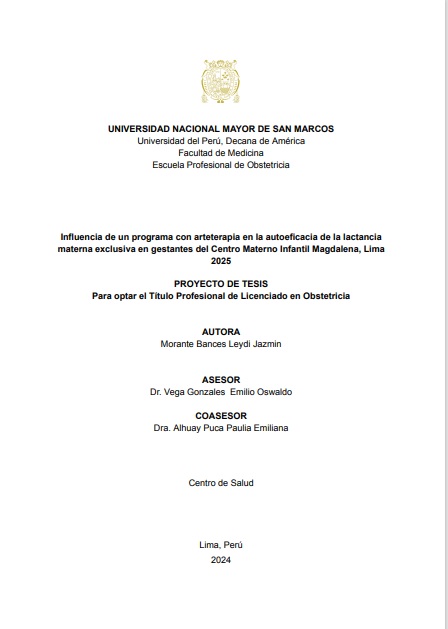 UNIVERSIDAD NACIONAL MAYOR DE SAN MARCOS
Universidad del Perú, Decana de América
Facultad de Medicina
Escuela Profesional de Obstetricia
Influencia de un programa con arteterapia en la autoeficacia de la lactancia
materna exclusiva en gestantes del Centro Materno Infantil Magdalena, Lima
2025
PROYECTO DE TESIS
Para optar el Título Profesional de Licenciado en Obstetricia
AUTORA
Morante Bances Leydi Jazmin
ASESOR
Dr. Vega Gonzales Emilio Oswaldo
COASESOR
Dra. Alhuay Puca Paulia Emiliana
Centro de Salud
Lima, Perú
2024